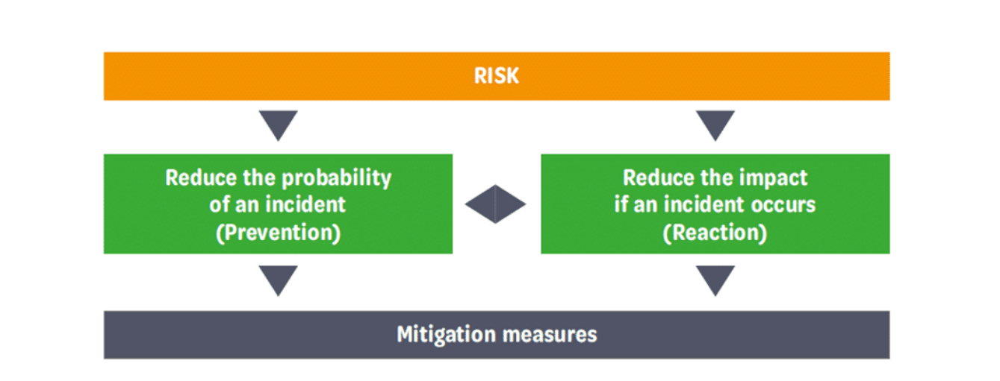 RISK
Reduce the probability
of an incident
(Prevention)
Reduce the impact
if an incident occurs
(Reaction)
Mitigation measures